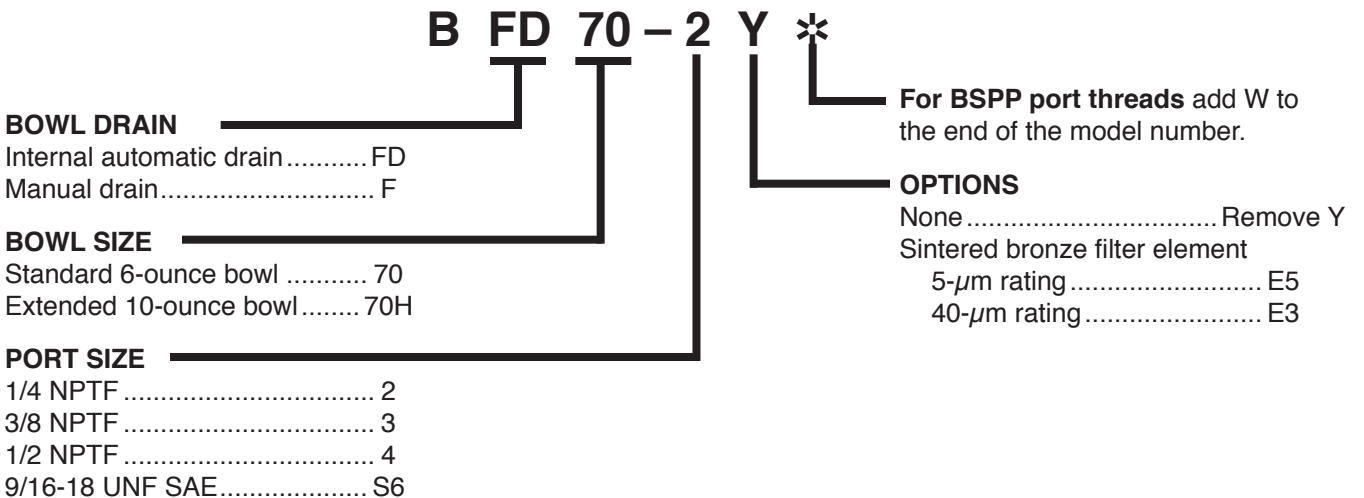 B FD 70 – 2 Y ✲
BOWL DRAIN
Internal automatic drain...........FD
Manual drain............................. F
BOWL SIZE
Standard 6-ounce bowl ........... 70
Extended 10-ounce bowl........70H
PORT SIZE
1/4 NPTF .................................. 2
3/8 NPTF .................................. 3
1/2 NPTF .................................. 4
9/16-18 UNF SAE.................... S6
For BSPP port threads add W to
the end of the model number.
OPTIONS
None..................................Remove Y
Sintered bronze filter element
5-µm rating.......................... E5
40-µm rating........................ E3